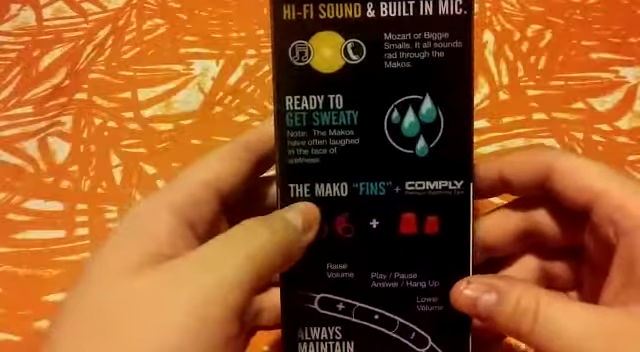 HI-FI SOUND & BUILT IN MIC.
Mozart or Biggie
Smalls. It all sounds
rad through the
Makos.
READY TO
GET SWEATY
Note: The Makos
have often laughed
in the face of
wetness.
THE MAKO "FINS" + COMPLY
Raise
Volume
Play / Pause
Answer / Hang Up
Lower
Volume
ALWAYS
MAINTAIN